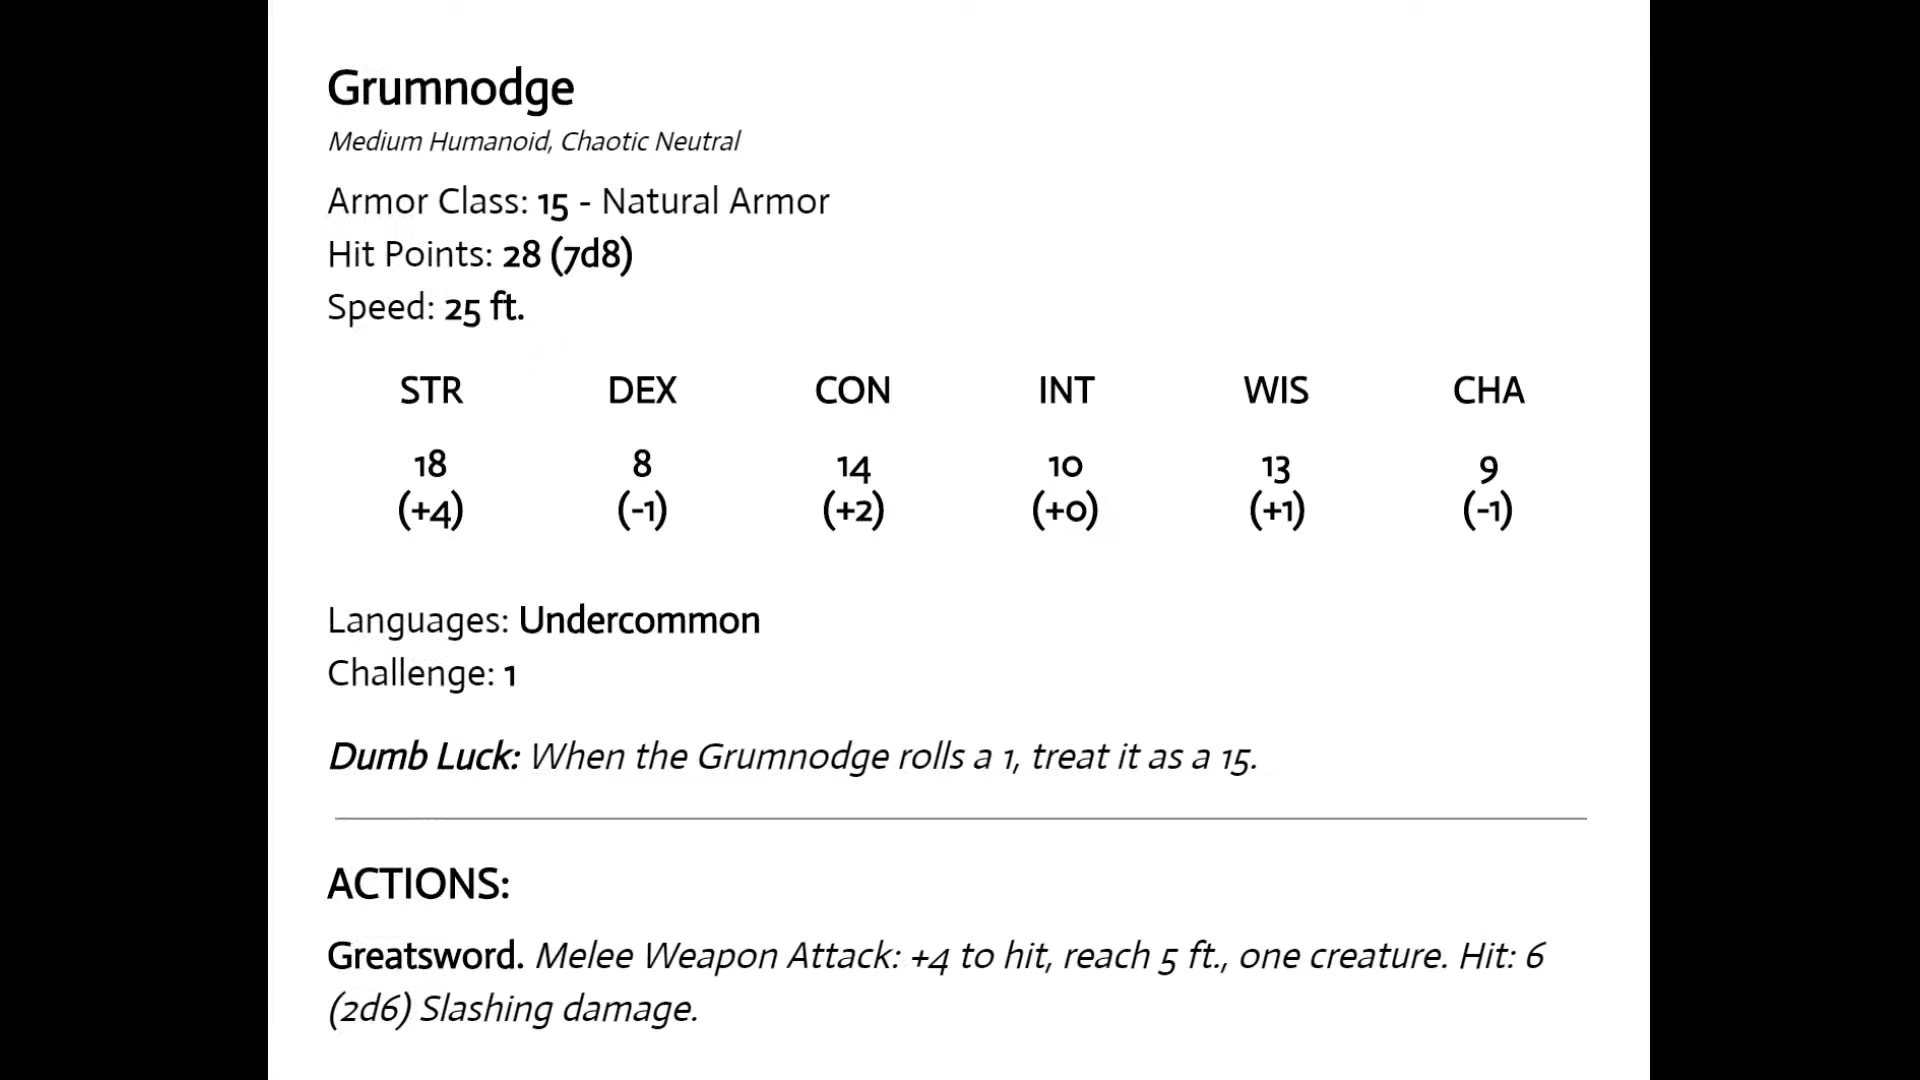 Grumnodge
Medium Humanoid, Chaotic Neutral
Armor Class: 15 - Natural Armor
Hit Points: 28 (7d8)
Speed: 25 ft.
STR DEX CON INT WIS CHA
18 8 14 10 13 9
(+4) (-1) (+2) (+0) (+1) (-1)
Languages: Undercommon
Challenge: 1
Dumb Luck: When the Grumnodge rolls a 1, treat it as a 15.
ACTIONS:
Greatsword. Melee Weapon Attack: +4 to hit, reach 5 ft., one creature. Hit: 6
(2d6) Slashing damage.